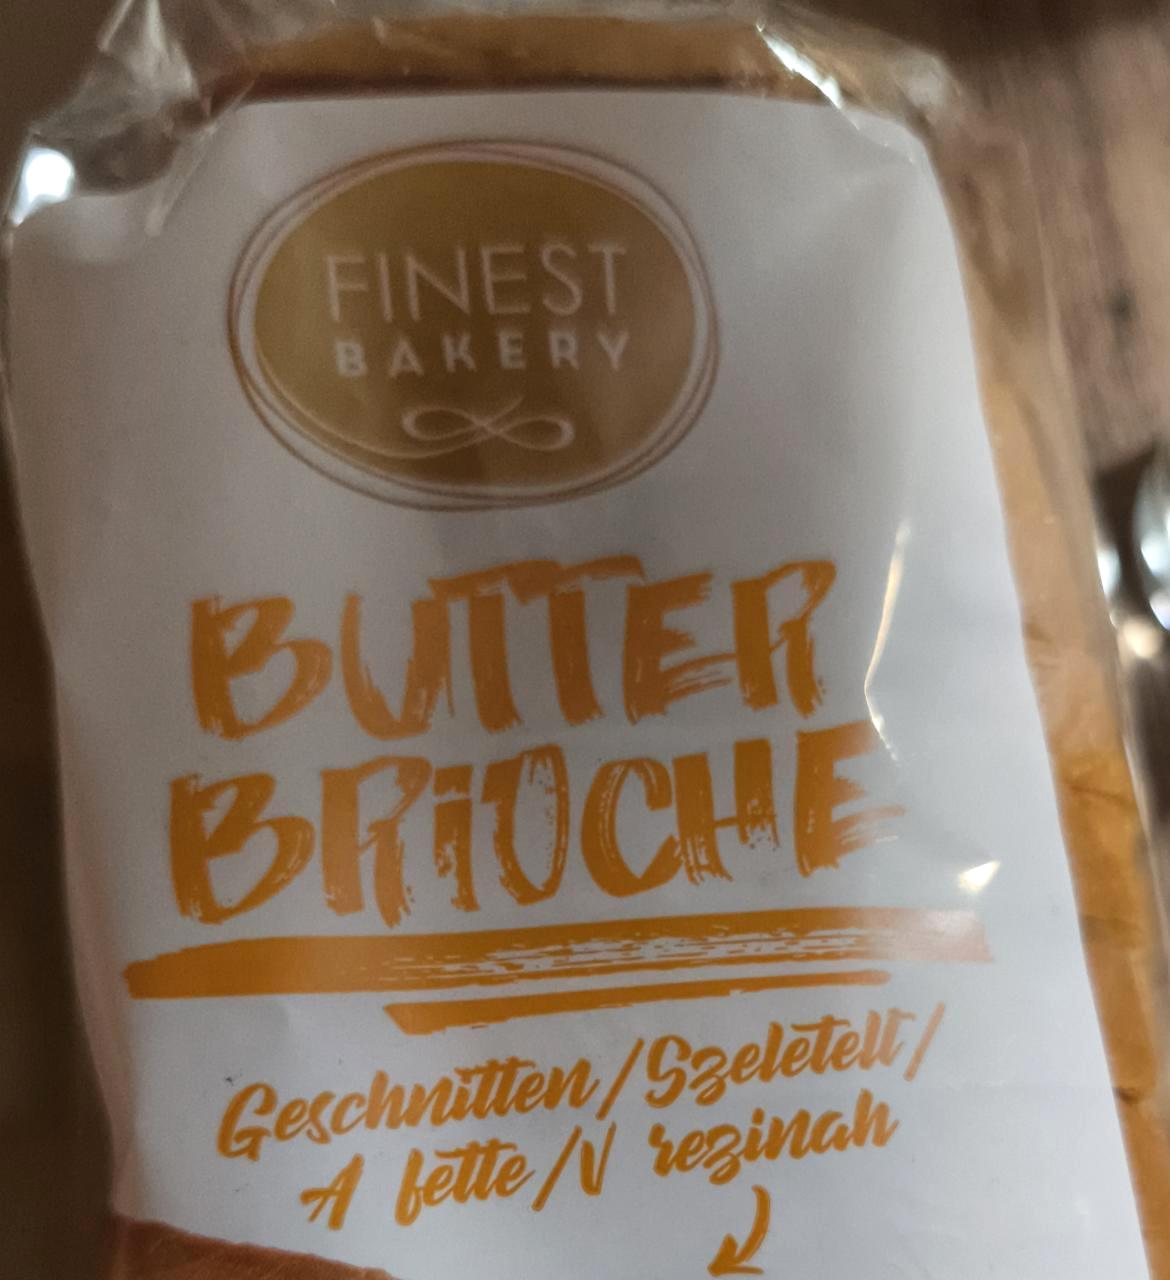 FINEST
BAKERY
BUTTER
BRiOCHE
Geschnitten/Szeletelt/
A fette/V rezinah